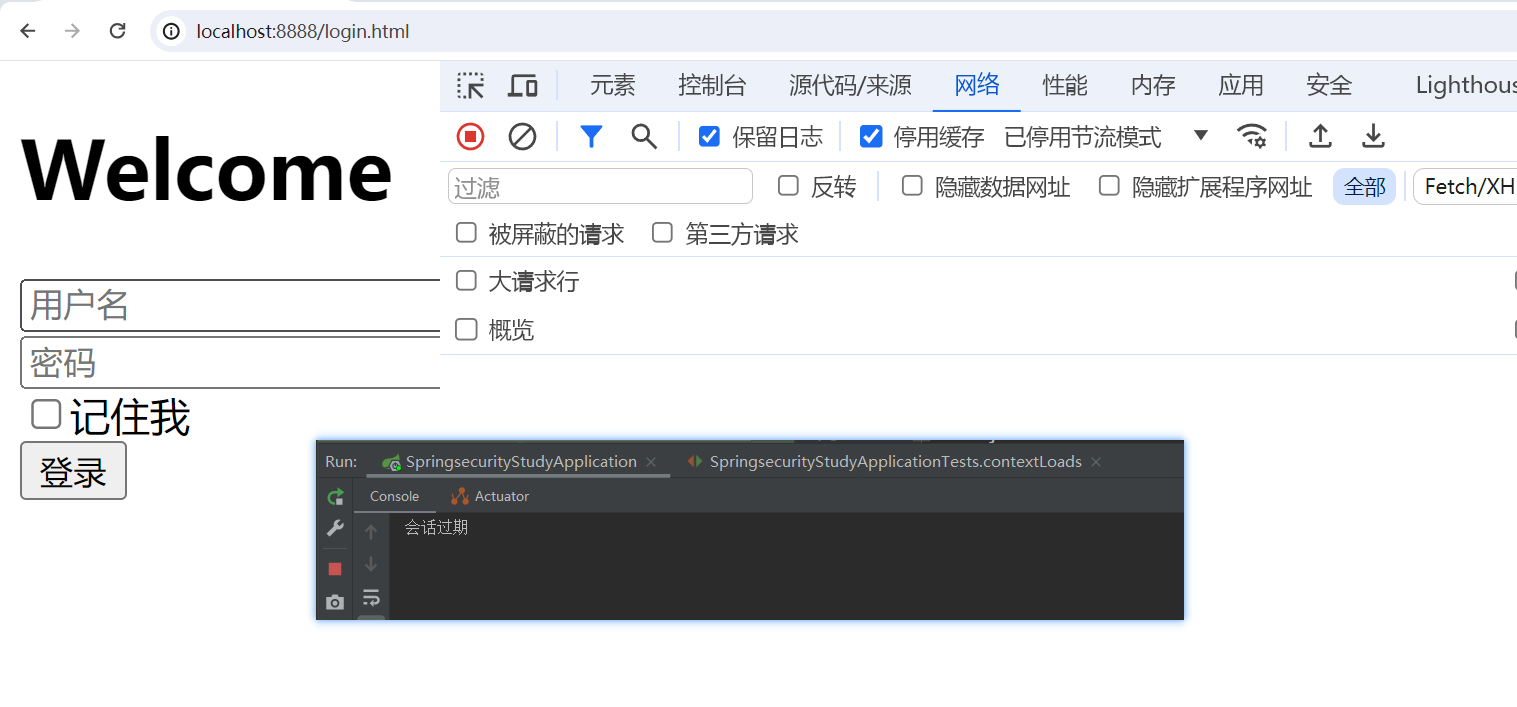 localhost:8888/login.html
元素 控制台 源代码/来源 网络 性能 内存 应用 安全 Lighthous
保留日志 停用缓存 已停用节流模式
过滤 反转 隐藏数据网址 隐藏扩展程序网址 全部 Fetch/XH
被屏蔽的请求 第三方请求
大请求行
概览
Welcome
用户名
密码
记住我
登录
Run: SpringsecurityStudyApplication SpringsecurityStudyApplicationTests.contextLoads
Console Actuator
会话过期